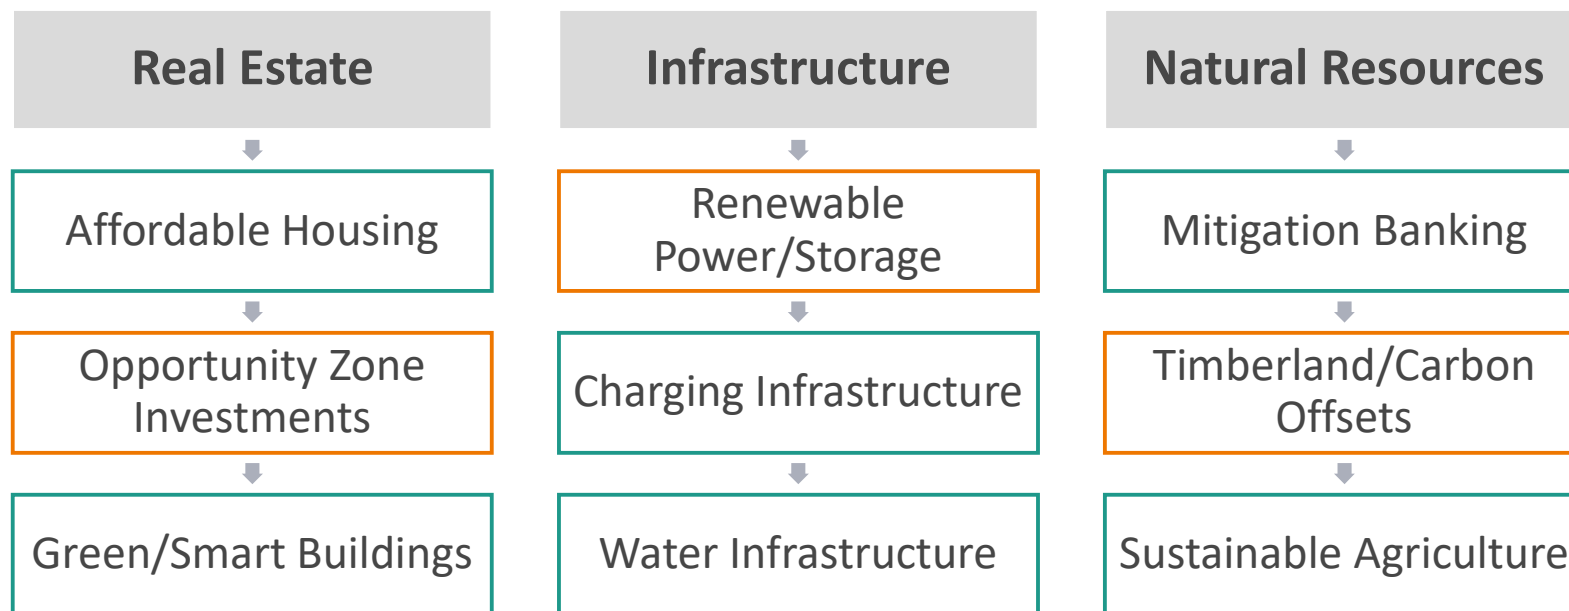 Real Estate
Affordable Housing
Opportunity Zone
Investments
Green/Smart Buildings
Infrastructure
Renewable
Power/Storage
Charging Infrastructure
Water Infrastructure
Natural Resources
Mitigation Banking
Timberland/Carbon
Offsets
Sustainable Agriculture